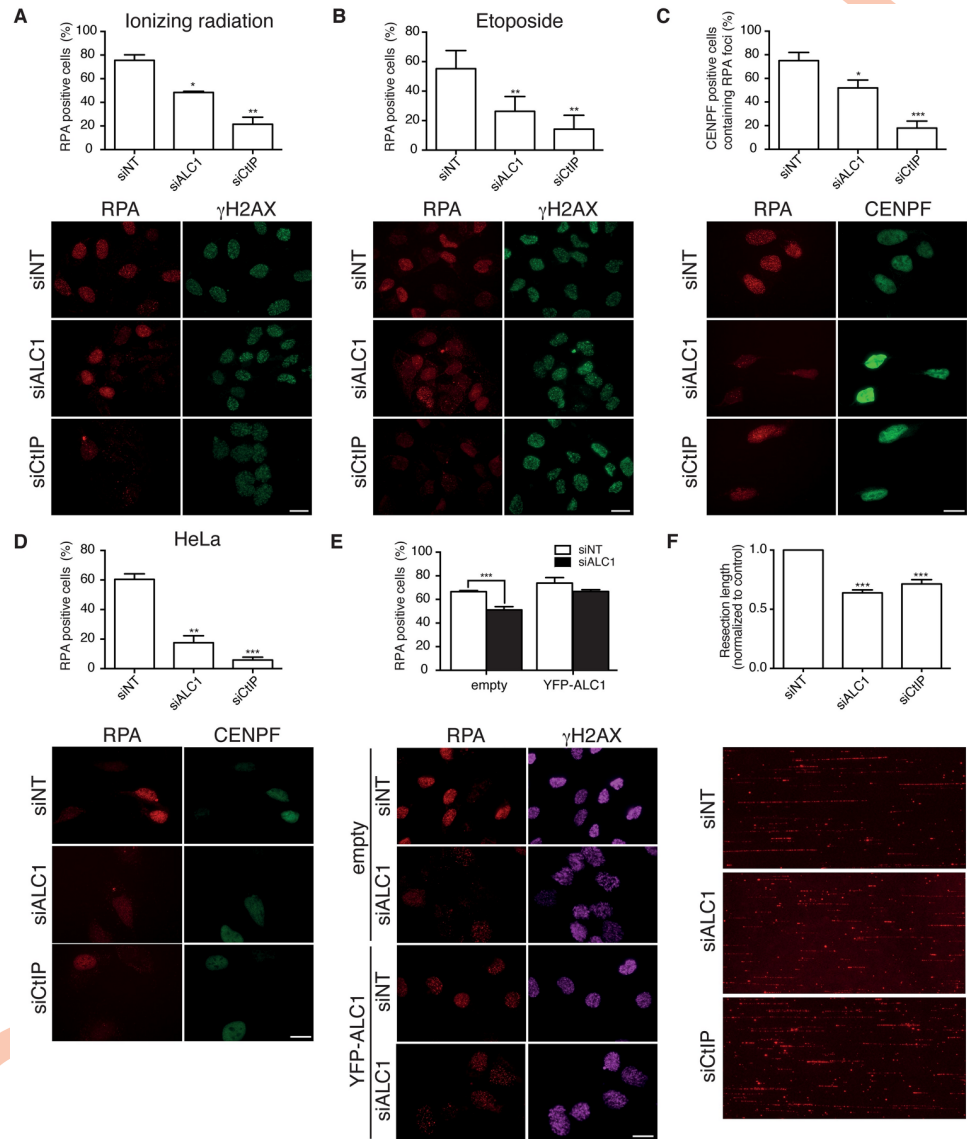 A
Ionizing radiation
RPA positive cells (%)
100
80
60
40
20
0
*
**
siNT
siALC1
siCtIP
RPA
γH2AX
siNT
siALC1
siCtIP
B
Etoposide
RPA positive cells (%)
80
60
40
20
0
**
**
siNT
siALC1
siCtIP
RPA
γH2AX
siNT
siALC1
siCtIP
C
CENPF positive cells
containing RPA foci (%)
100
80
60
40
20
0
*
***
siNT
siALC1
siCtIP
RPA
CENPF
siNT
siALC1
siCtIP
D
HeLa
RPA positive cells (%)
80
60
40
20
0
**
***
siNT
siALC1
siCtIP
RPA
CENPF
siNT
siALC1
siCtIP
E
RPA positive cells (%)
100
80
60
40
20
0
***
siNT
siALC1
empty
YFP-ALC1
RPA
γH2AX
empty
siNT
siALC1
YFP-ALC1
siNT
siALC1
F
Resection length
(normalized to control)
1.0
0.5
0.0
***
***
siNT
siALC1
siCtIP
siNT
siALC1
siCtIP